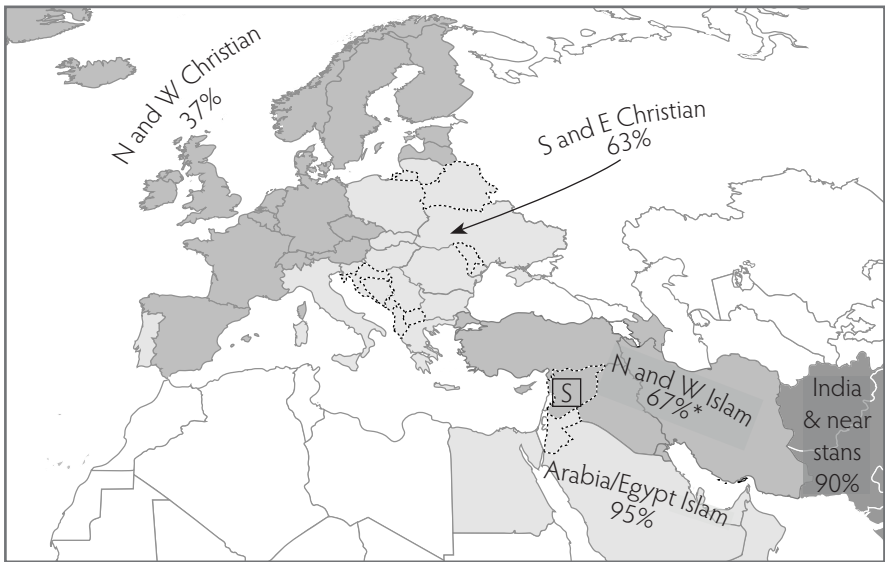 N and W Christian
37%
S and E Christian
63%
S
N and W Islam
67%*
India
& near
stans
90%
Arabia/Egypt Islam
95%